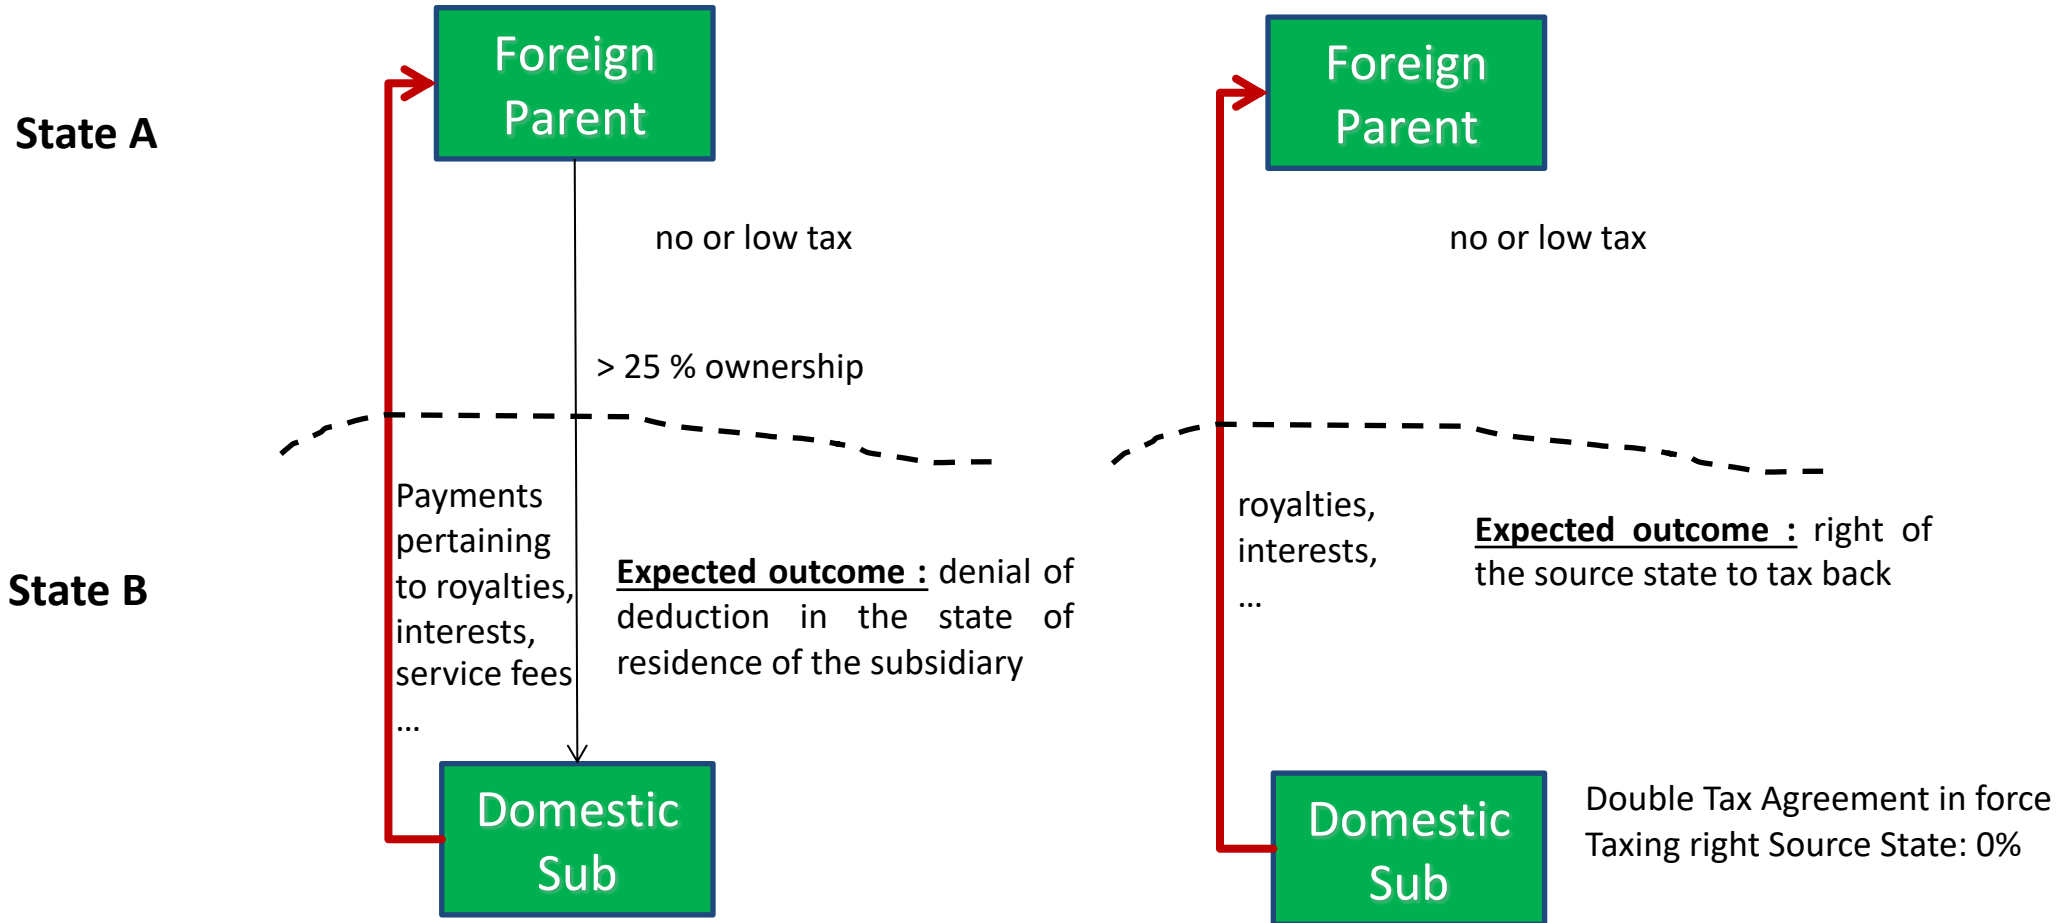 State A
State B
Foreign
Parent
no or low tax
> 25 % ownership
Payments
pertaining
to royalties,
interests,
service fees
...
Expected outcome : denial of
deduction in the state of
residence of the subsidiary
Domestic
Sub
Foreign
Parent
no or low tax
royalties,
interests,
...
Expected outcome : right of
the source state to tax back
Domestic
Sub
Double Tax Agreement in force
Taxing right Source State: 0%